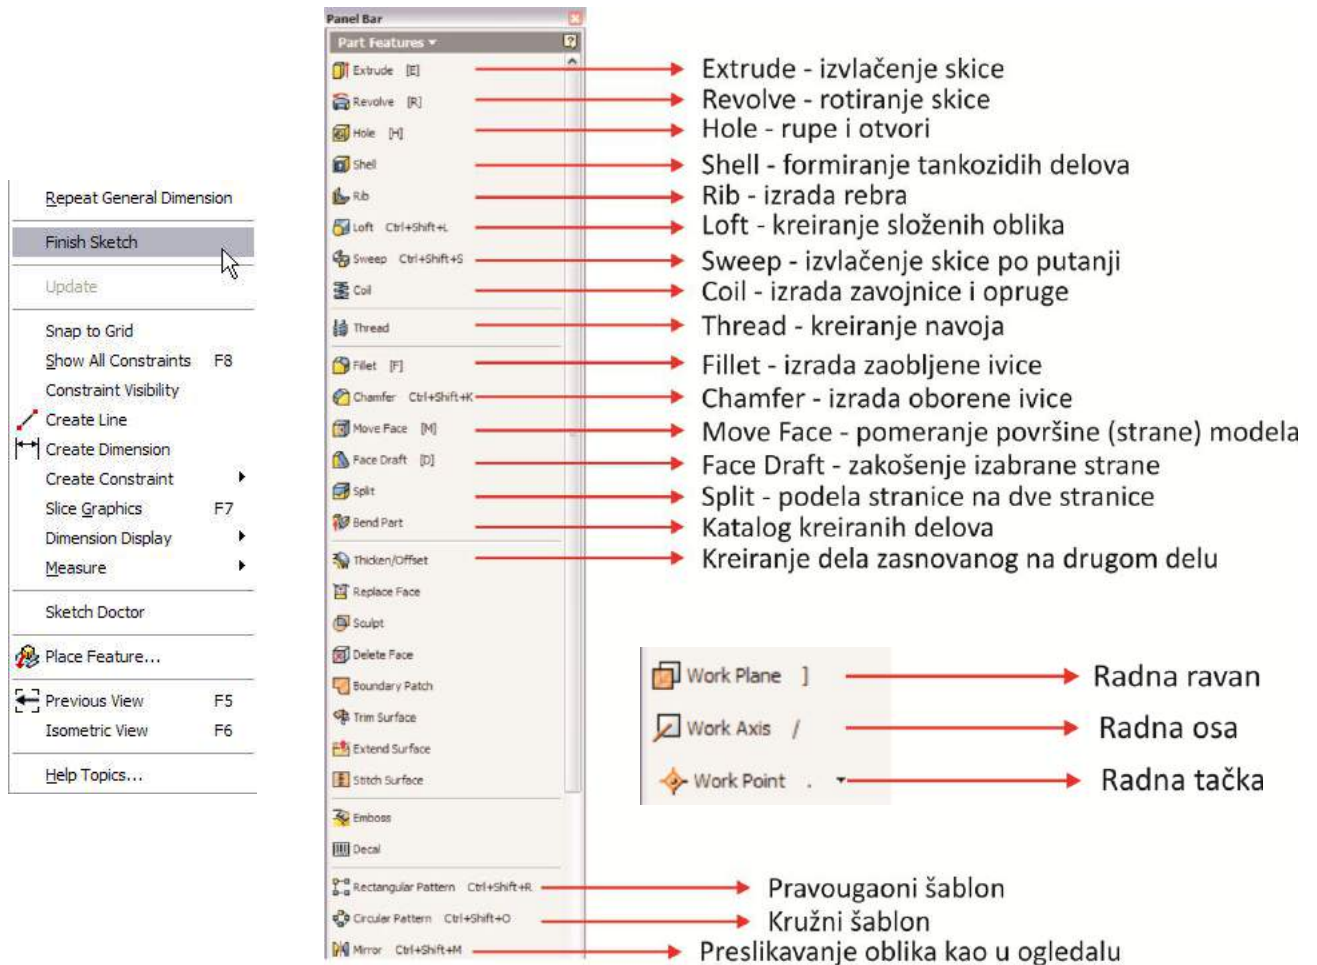 Repeat General Dimension
Finish Sketch
Update
Snap to Grid
Show All Constraints F8
Constraint Visibility
Create Line
Create Dimension
Create Constraint
Slice Graphics F7
Dimension Display
Measure
Sketch Doctor
Place Feature...
Previous View F5
Isometric View F6
Help Topics...
Panel Bar
Part Features
Extrude [E] Extrude - izvlačenje skice
Revolve [R] Revolve - rotiranje skice
Hole [H] Hole - rupe i otvori
Shell Shell - formiranje tankozidih delova
Rib Rib - izrada rebra
Loft Ctrl+Shift+L Loft - kreiranje složenih oblika
Sweep Ctrl+Shift+S Sweep - izvlačenje skice po putanji
Coil Coil - izrada zavojnice i opruge
Thread Thread - kreiranje navoja
Fillet [F] Fillet - izrada zaobljene ivice
Chamfer Ctrl+Shift+K Chamfer - izrada oborene ivice
Move Face [M] Move Face - pomeranje površine (strane) modela
Face Draft [D] Face Draft - zakošenje izabrane strane
Split Split - podela stranice na dve stranice
Bend Part Katalog kreiranih delova
Thicken/Offset Kreiranje dela zasnovanog na drugom delu
Replace Face
Sculpt
Delete Face
Boundary Patch
Trim Surface
Extend Surface
Stitch Surface
Emboss
Decal
Rectangular Pattern Ctrl+Shift+R Pravougaoni šablon
Circular Pattern Ctrl+Shift+O Kružni šablon
Mirror Ctrl+Shift+M Preslikavanje oblika kao u ogledalu
Work Plane ] Radna ravan
Work Axis / Radna osa
Work Point . Radna tačka